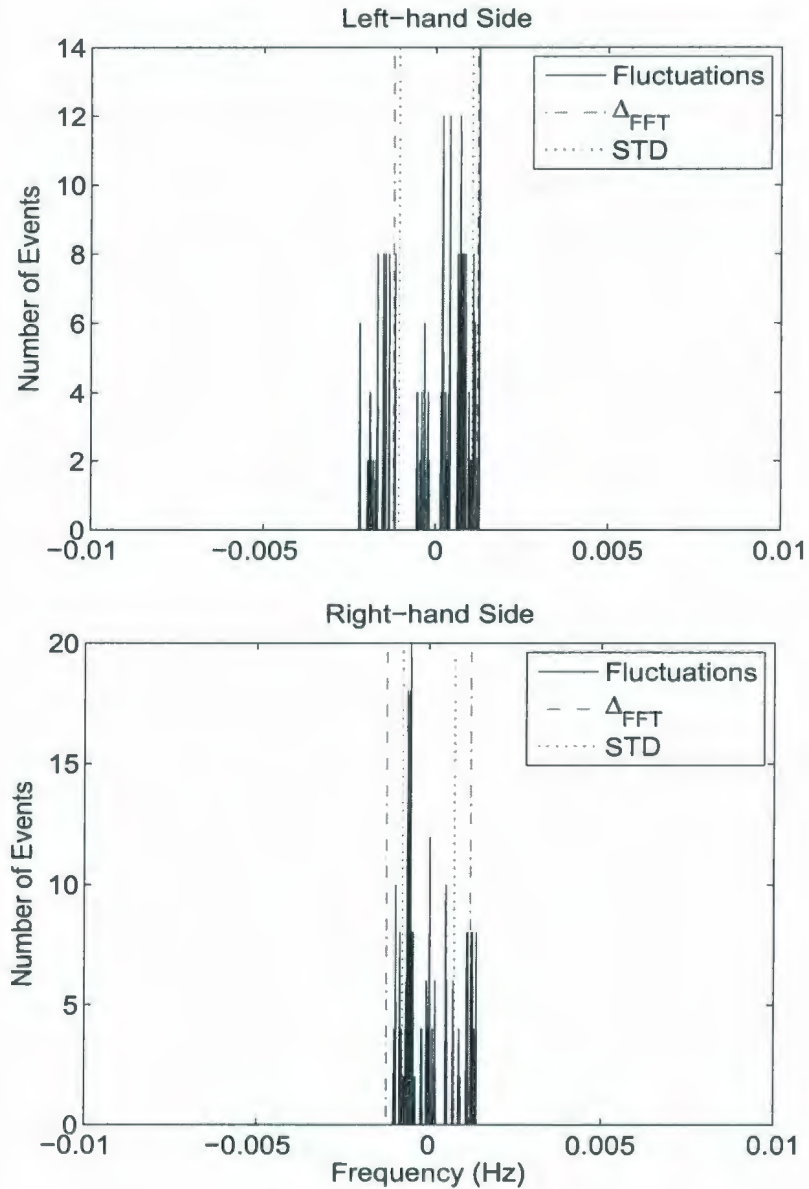 Left−hand Side
14
12
10
8
6
4
2
0
Number of Events
Fluctuations
Δ_FFT
STD
−0.01 −0.005 0 0.005 0.01
Right−hand Side
20
15
10
5
0
Number of Events
Fluctuations
Δ_FFT
STD
−0.01 −0.005 0 0.005 0.01
Frequency (Hz)